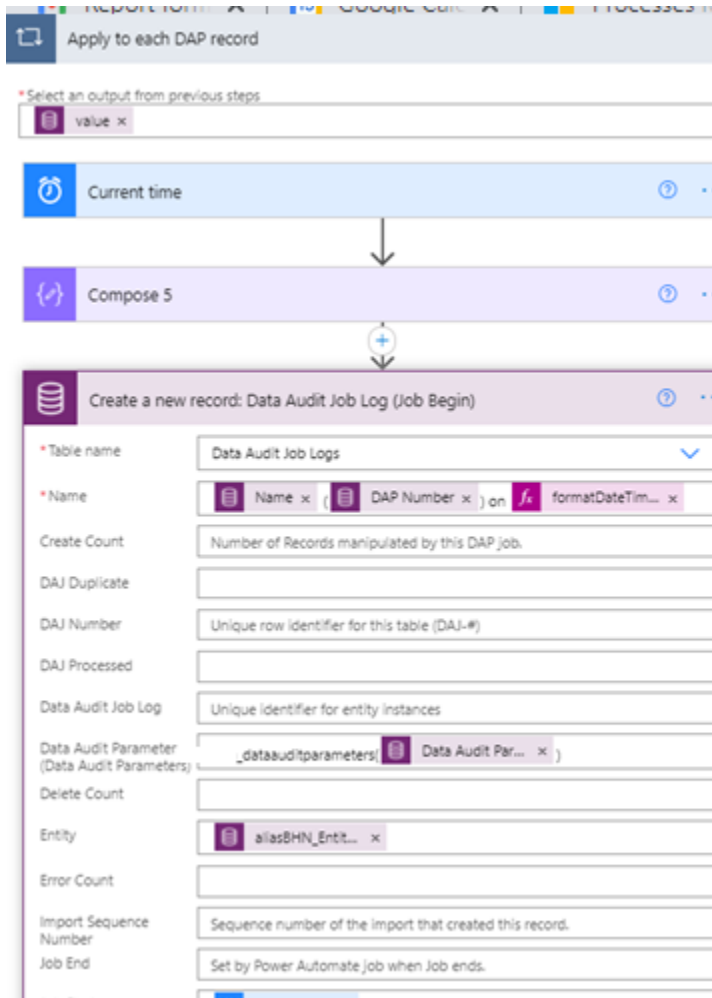 Apply to each DAP record
*Select an output from previous steps
value ×
Current time
Compose 5
Create a new record: Data Audit Job Log (Job Begin)
*Table name Data Audit Job Logs
*Name Name × ( DAP Number × ) on fx formatDateTim... ×
Create Count Number of Records manipulated by this DAP job.
DAJ Duplicate
DAJ Number Unique row identifier for this table (DAJ-#)
DAJ Processed
Data Audit Job Log Unique identifier for entity instances
Data Audit Parameter
(Data Audit Parameters) _dataauditparameters( Data Audit Par... × )
Delete Count
Entity aliasBHN_Entit... ×
Error Count
Import Sequence
Number Sequence number of the import that created this record.
Job End Set by Power Automate job when Job ends.